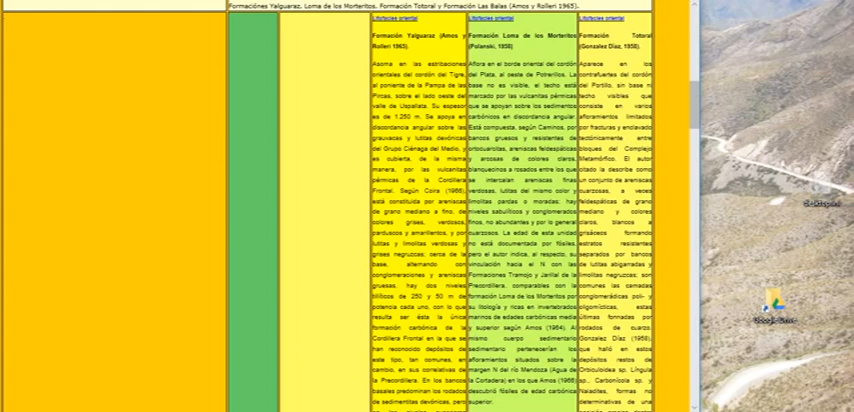 Formaciónes Yalguaraz, Loma de los Morteritos, Formación Totoral y Formación Las Balas (Amos y Rolleri 1965).
Litofacies oriental
Formación Yalguaraz (Amos y
Rolleri 1965).
Asoma en las estribaciones
orientales del cordón del Tigre,
al poniente de la Pampa de las
Pircas, sobre el lado oeste del
valle de Uspallata. Su espesor
es de 1.250 m. Se apoya en
discordancia angular sobre las
grauvacas y lutitas devónicas
del Grupo Ciénaga del Medio, y
es cubierta, de la misma
manera, por las vulcanitas
pérmicas de la Cordillera
Frontal. Según Coira (1966),
está constituida por areniscas
de grano mediano a fino, de
colores grises, verdosos,
parduscos y amarillentos, y por
lutitas y limolitas verdosas y
grises negruzcas; cerca de la
base, alternando con
conglomeraciones y areniscas
gruesas, hay dos niveles
tilíticos de 250 y 50 m de
potencia cada uno, con lo que
resulta ser ésta la única
formación carbónica de la
Cordillera Frontal en la que se
han reconocido depósitos de
este tipo, tan comunes, en
cambio, en sus correlativas de
la Precordillera. En los bancos
basales predominan los rodados
de sedimentitas devónicas, pero
Litofacies oriental
Formación Loma de los Morteritos
(Polanski, 1958)
Aflora en el borde oriental del cordón
del Plata, al oeste de Potrerillos. La
base no es visible, el techo está
marcado por las vulcanitas pérmicas
que se apoyan sobre los sedimentos
carbónicos en discordancia angular.
Está compuesta, según Caminos, por
bancos gruesos y resistentes de
ortocuarcitas, areniscas feldespáticas
y arcosas de colores claros,
blanquecinos a rosados entre los que
se intercalan areniscas finas
verdosas, lutitas del mismo color y
limolitas pardas o moradas; hay
niveles sabulíticos y conglomerados
finos, no abundantes y por lo general
cuarzosos. La edad de esta unidad
no está documentada por fósiles,
pero el autor indica, al respecto, su
vinculación hacia el N con las
Formaciones Tramojo y Jarillal de la
Precordillera, comparables con la
formación Loma de los Morteritos por
su litología y ricas en invertebrados
marinos de edades carbónicas media
y superior según Amos (1964). Al
mismo cuerpo sedimentario
sedimentario pertenecerían los
afloramientos situados sobre la
margen N del río Mendoza (Agua de
la Cortadera) en los que Amos (1966)
descubrió fósiles de edad carbónica
superior.
Litofacies oriental
Formación Totoral
(Gonzalez Díaz, 1958).
Aparece en los
contrafuertes del cordón
del Portillo, sin base ni
techo visibles que
consiste en varios
afloramientos limitados
por fracturas y enclavado
tectónicamente entre
bloques del Complejo
Metamórfico. El autor
citado la describe como
un conjunto de areniscas
cuarzosas, a veces
feldespáticas de grano
mediano y colores
claros, blancos a
grisáceos formando
estratos resistentes
separados por bancos
de lutitas abigarradas y
limolitas negruzcas; son
comunes las camadas
conglomerádicas poli- y
oligomícticas, estas
últimas formadas por
rodados de cuarzo.
Gonzalez Díaz (1958),
que halló en estos
depósitos restos de
Orbiculoidea sp. Língula
sp., Carbonicola sp. y
Naiadites, formas no
determinativas de una
Google Drive